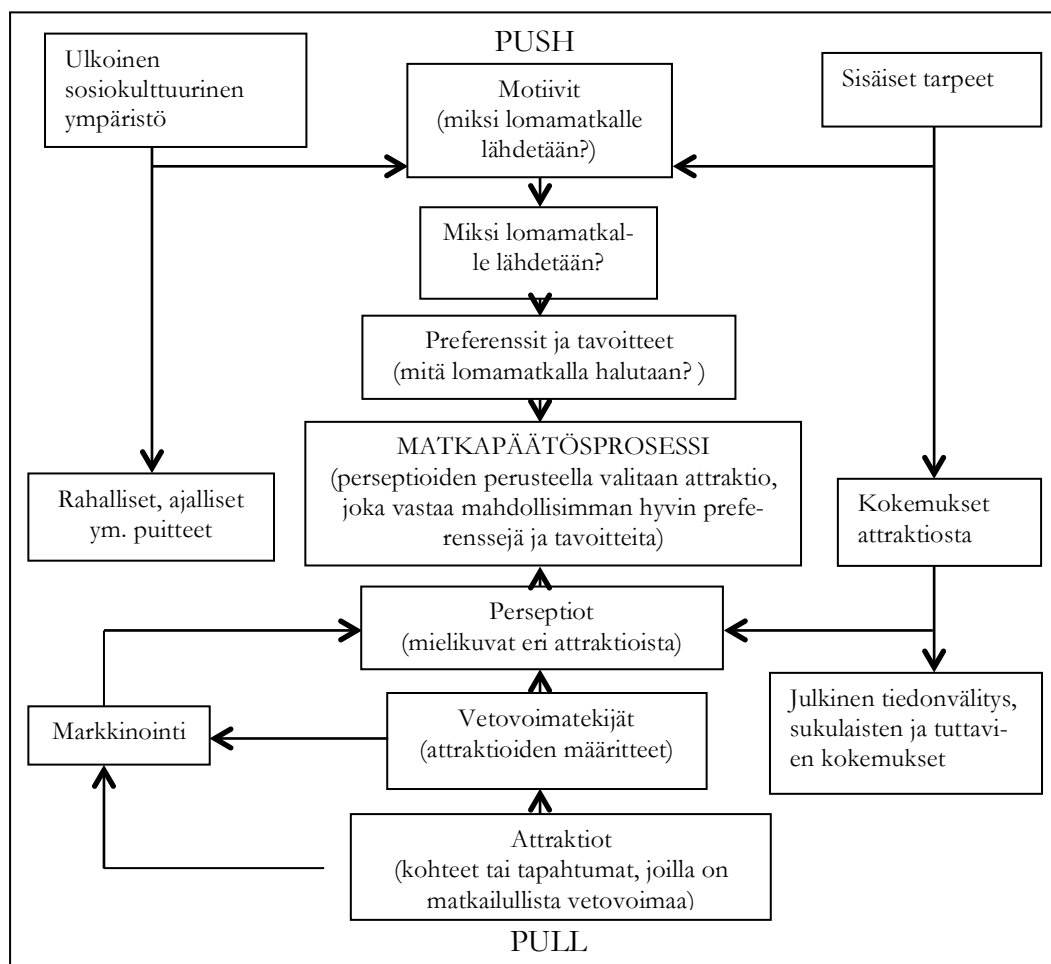 PUSH
Ulkoinen
sosiokulttuurinen
ympäristö
Motiivit
(miksi lomamatkalle
lähdetään?)
Sisäiset tarpeet
Miksi lomamatkal-
le lähdetään?
Preferenssit ja tavoitteet
(mitä lomamatkalla halutaan? )
MATKAPÄÄTÖSPROSESSI
(perseptioiden perusteella valitaan attraktio,
joka vastaa mahdollisimman hyvin prefe-
renssejä ja tavoitteita)
Rahalliset, ajalliset
ym. puitteet
Kokemukset
attraktiosta
Perseptiot
(mielikuvat eri attraktioista)
Markkinointi
Vetovoimatekijät
(attraktioiden määritteet)
Julkinen tiedonvälitys,
sukulaisten ja tuttavi-
en kokemukset
Attraktiot
(kohteet tai tapahtumat, joilla on
matkailullista vetovoimaa)
PULL